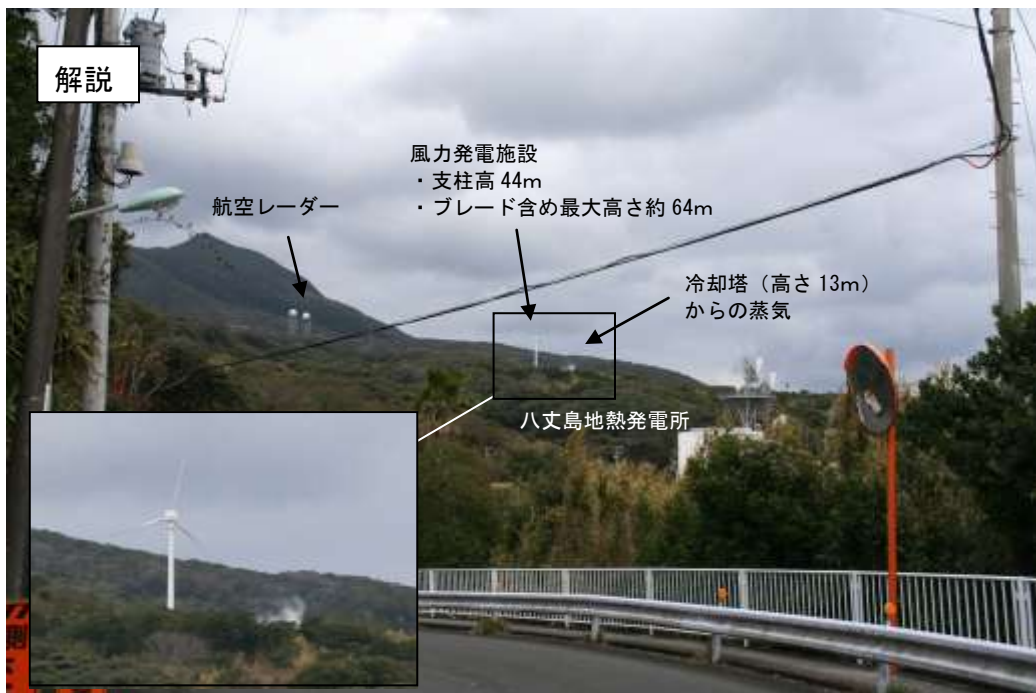 解説
風力発電施設
・支柱高 44m
・ブレード含め最大高さ約 64m
航空レーダー
冷却塔（高さ 13m）
からの蒸気
八丈島地熱発電所